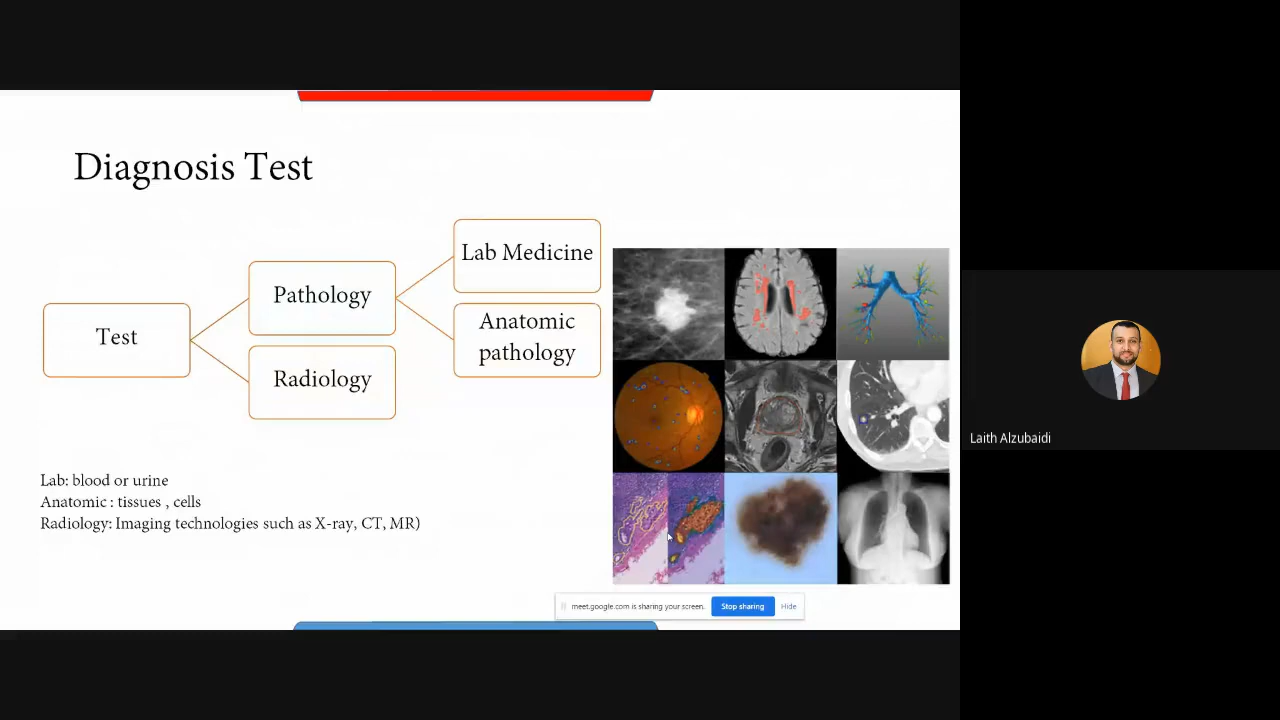 Diagnosis Test
Test
Pathology
Radiology
Lab Medicine
Anatomic
pathology
Lab: blood or urine
Anatomic : tissues , cells
Radiology: Imaging technologies such as X-ray, CT, MR)
meet.google.com is sharing your screen.
Stop sharing
Hide
Laith Alzubaidi